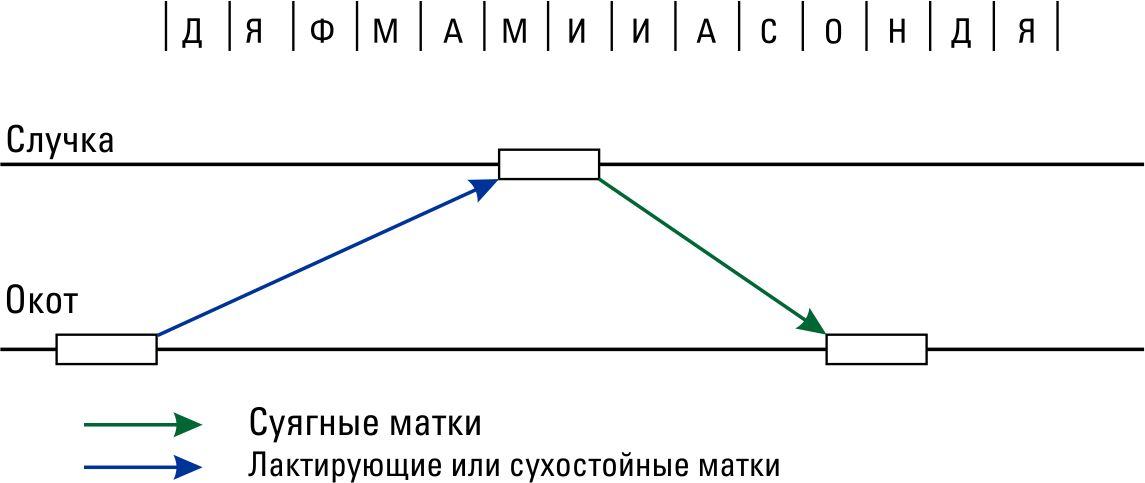 Д Я Ф М А М И И А С О Н Д Я
Случка
Окот
Суягные матки
Лактирующие или сухостойные матки